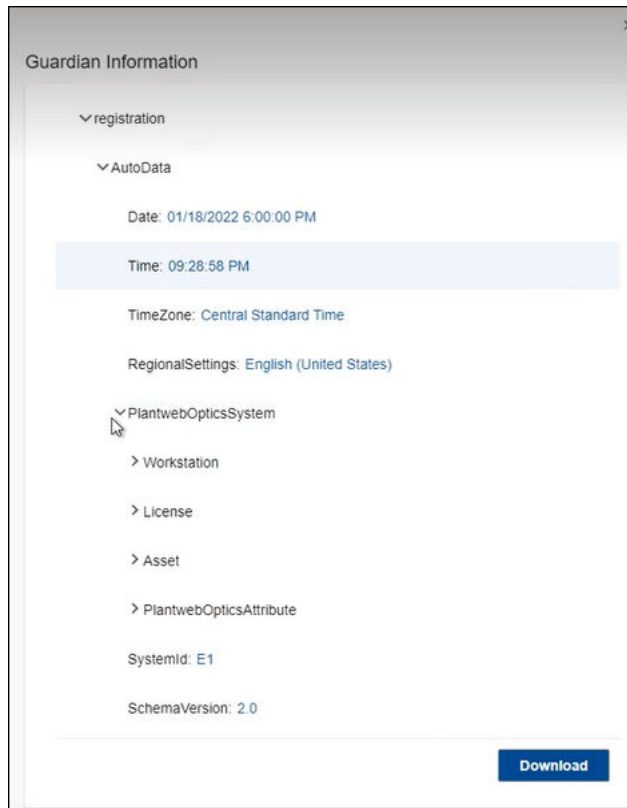 Guardian Information
registration
AutoData
Date: 01/18/2022 6:00:00 PM
Time: 09:28:58 PM
TimeZone: Central Standard Time
RegionalSettings: English (United States)
PlantwebOpticsSystem
Workstation
License
Asset
PlantwebOpticsAttribute
SystemId: E1
SchemaVersion: 2.0
Download